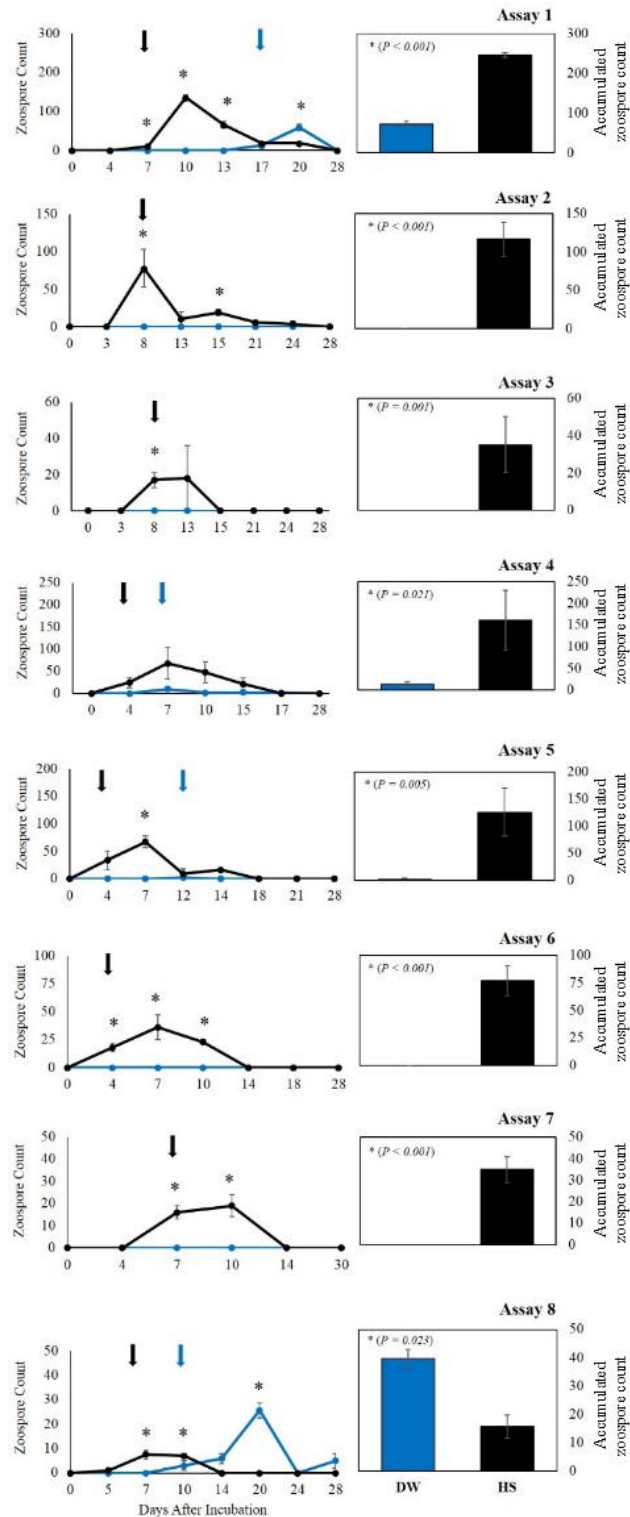 Assay 1
Zoospore Count
300
200
100
0
* * * *
0 4 7 10 13 17 20 28
* (P < 0.001)
300
200
100
0
Accumulated zoospore count
Assay 2
Zoospore Count
150
100
50
0
* *
0 3 8 13 15 21 24 28
* (P < 0.001)
150
100
50
0
Accumulated zoospore count
Assay 3
Zoospore Count
60
40
20
0
*
0 3 8 13 15 21 24 28
* (P = 0.001)
60
40
20
0
Accumulated zoospore count
Assay 4
Zoospore Count
250
200
150
100
50
0
0 4 7 10 15 17 28
* (P = 0.021)
250
200
150
100
50
0
Accumulated zoospore count
Assay 5
Zoospore Count
200
150
100
50
0
*
0 4 7 12 14 18 21 28
* (P = 0.005)
200
150
100
50
0
Accumulated zoospore count
Assay 6
Zoospore Count
100
75
50
25
0
* * *
0 4 7 10 14 18 28
* (P < 0.001)
100
75
50
25
0
Accumulated zoospore count
Assay 7
Zoospore Count
50
40
30
20
10
0
* *
0 4 7 10 14 30
* (P < 0.001)
50
40
30
20
10
0
Accumulated zoospore count
Assay 8
Zoospore Count
50
40
30
20
10
0
* * *
0 5 7 10 14 20 24 28
Days After Incubation
* (P = 0.023)
50
40
30
20
10
0
Accumulated zoospore count
DW HS